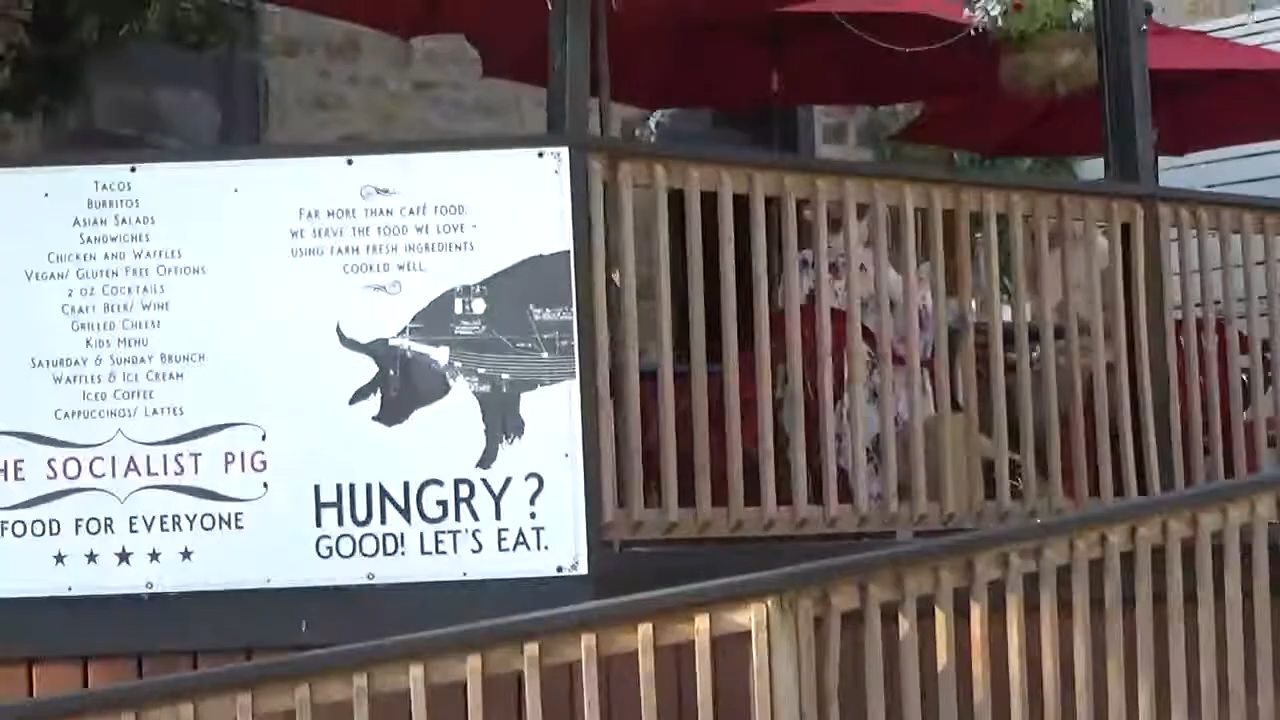 TACOS
BURRITOS
ASIAN SALADS
SANDWICHES
CHICKEN AND WAFFLES
VEGAN/ GLUTEN FREE OPTIONS
2 OZ COCKTAILS
CRAFT BEER/ WINE
GRILLED CHEESE
KIDS MENU
SATURDAY & SUNDAY BRUNCH
WAFFLES & ICE CREAM
ICED COFFEE
CAPPUCCINOS/ LATTES
HE SOCIALIST PIG
FOOD FOR EVERYONE
FAR MORE THAN CAFÉ FOOD:
WE SERVE THE FOOD WE LOVE -
USING FARM FRESH INGREDIENTS
COOKED WELL.
HUNGRY?
GOOD! LET'S EAT.